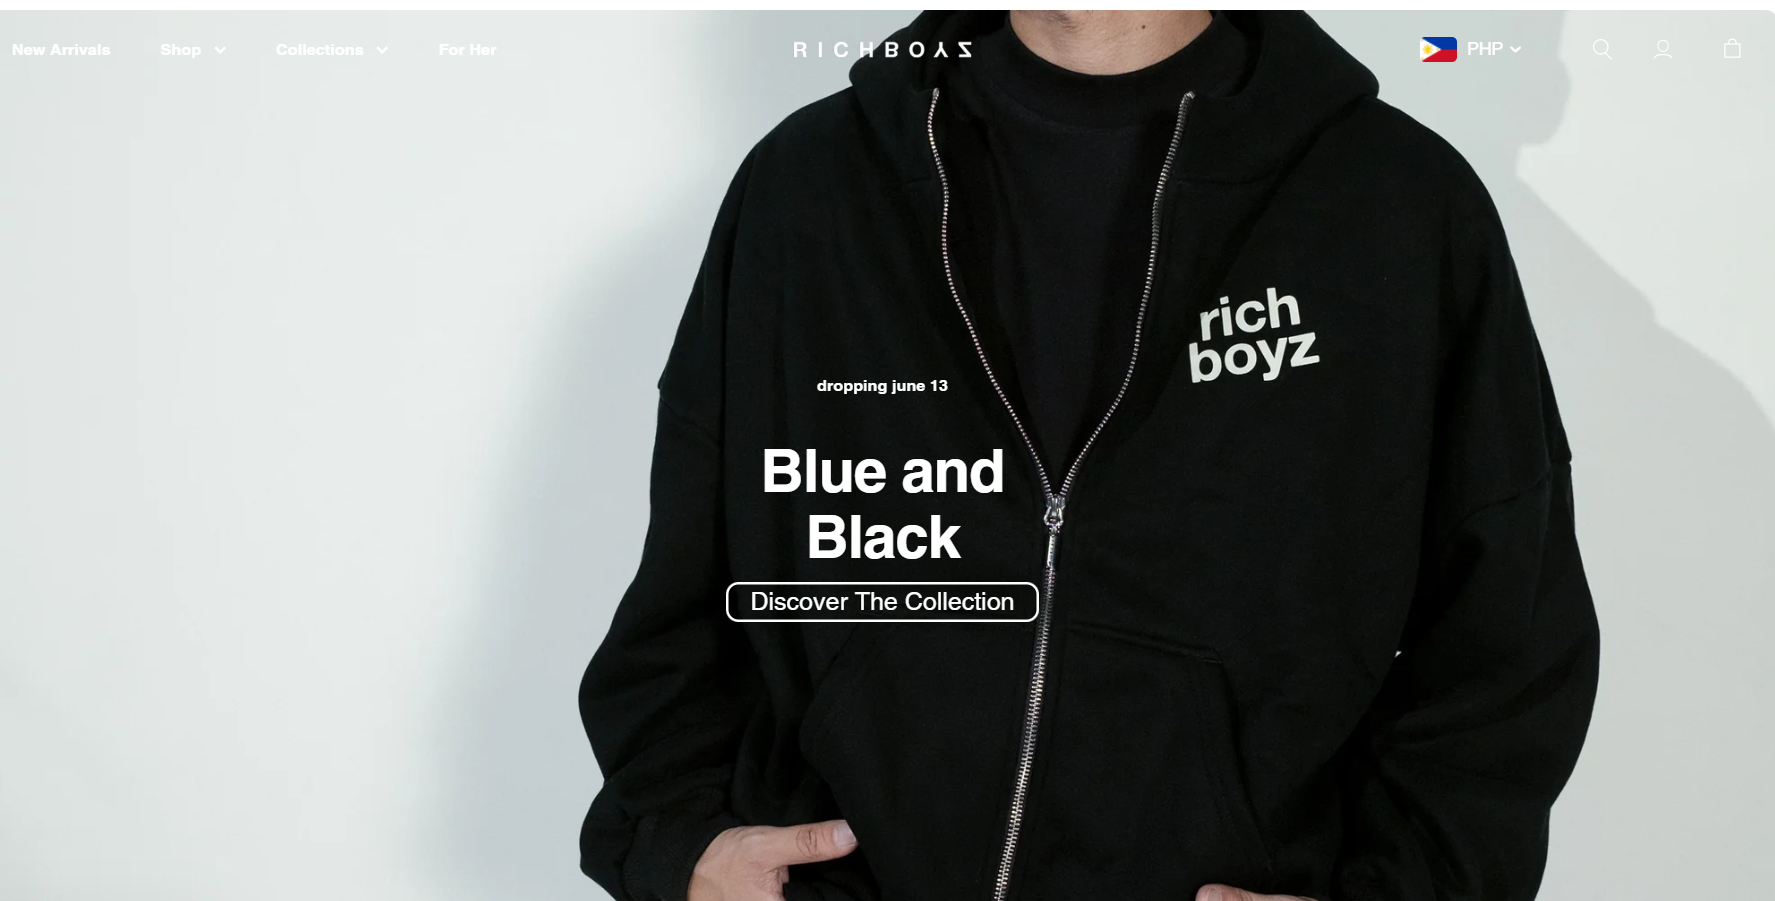 New Arrivals
Shop
Collections
For Her
RICHBOYZ
PHP
rich
boyz
dropping june 13
Blue and
Black
Discover The Collection